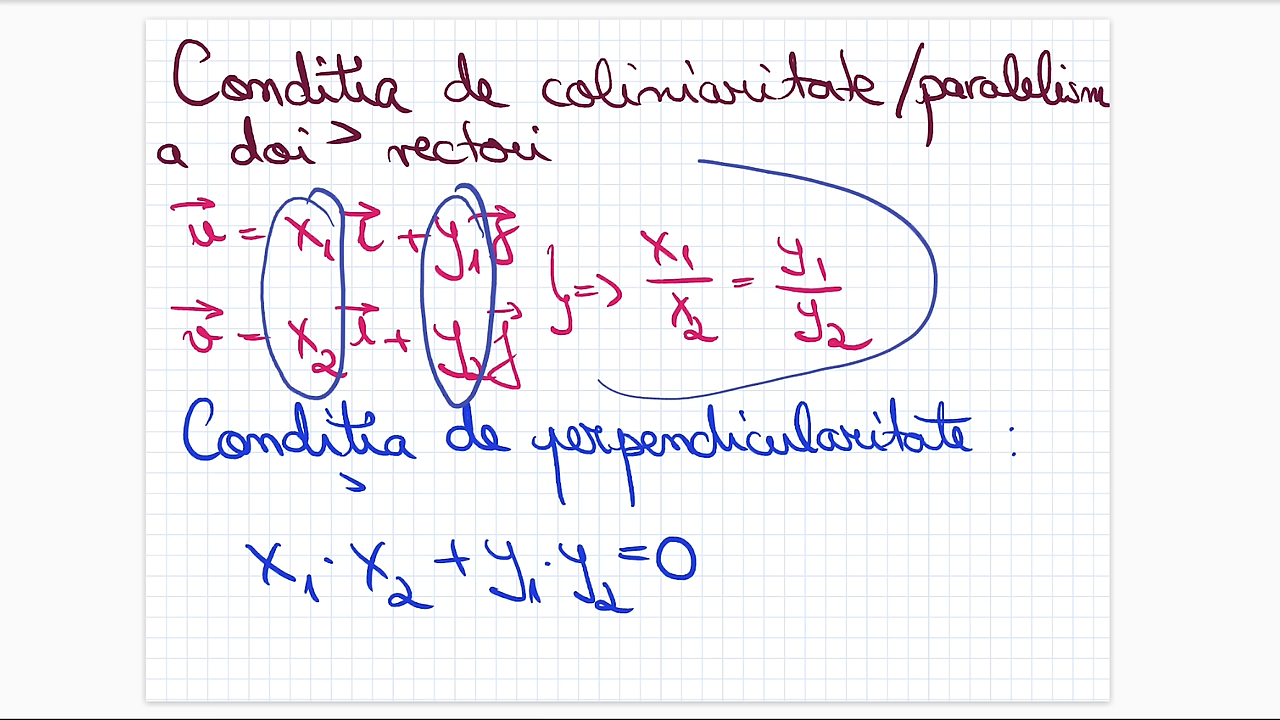 Condiția de coliniaritate/paralelism
a doi vectori
u⃗ = x₁ i⃗ + y₁ j⃗
v⃗ = x₂ i⃗ + y₂ j⃗ } => x₁/x₂ = y₁/y₂
Condiția de perpendicularitate :
x₁ · x₂ + y₁ · y₂ = 0